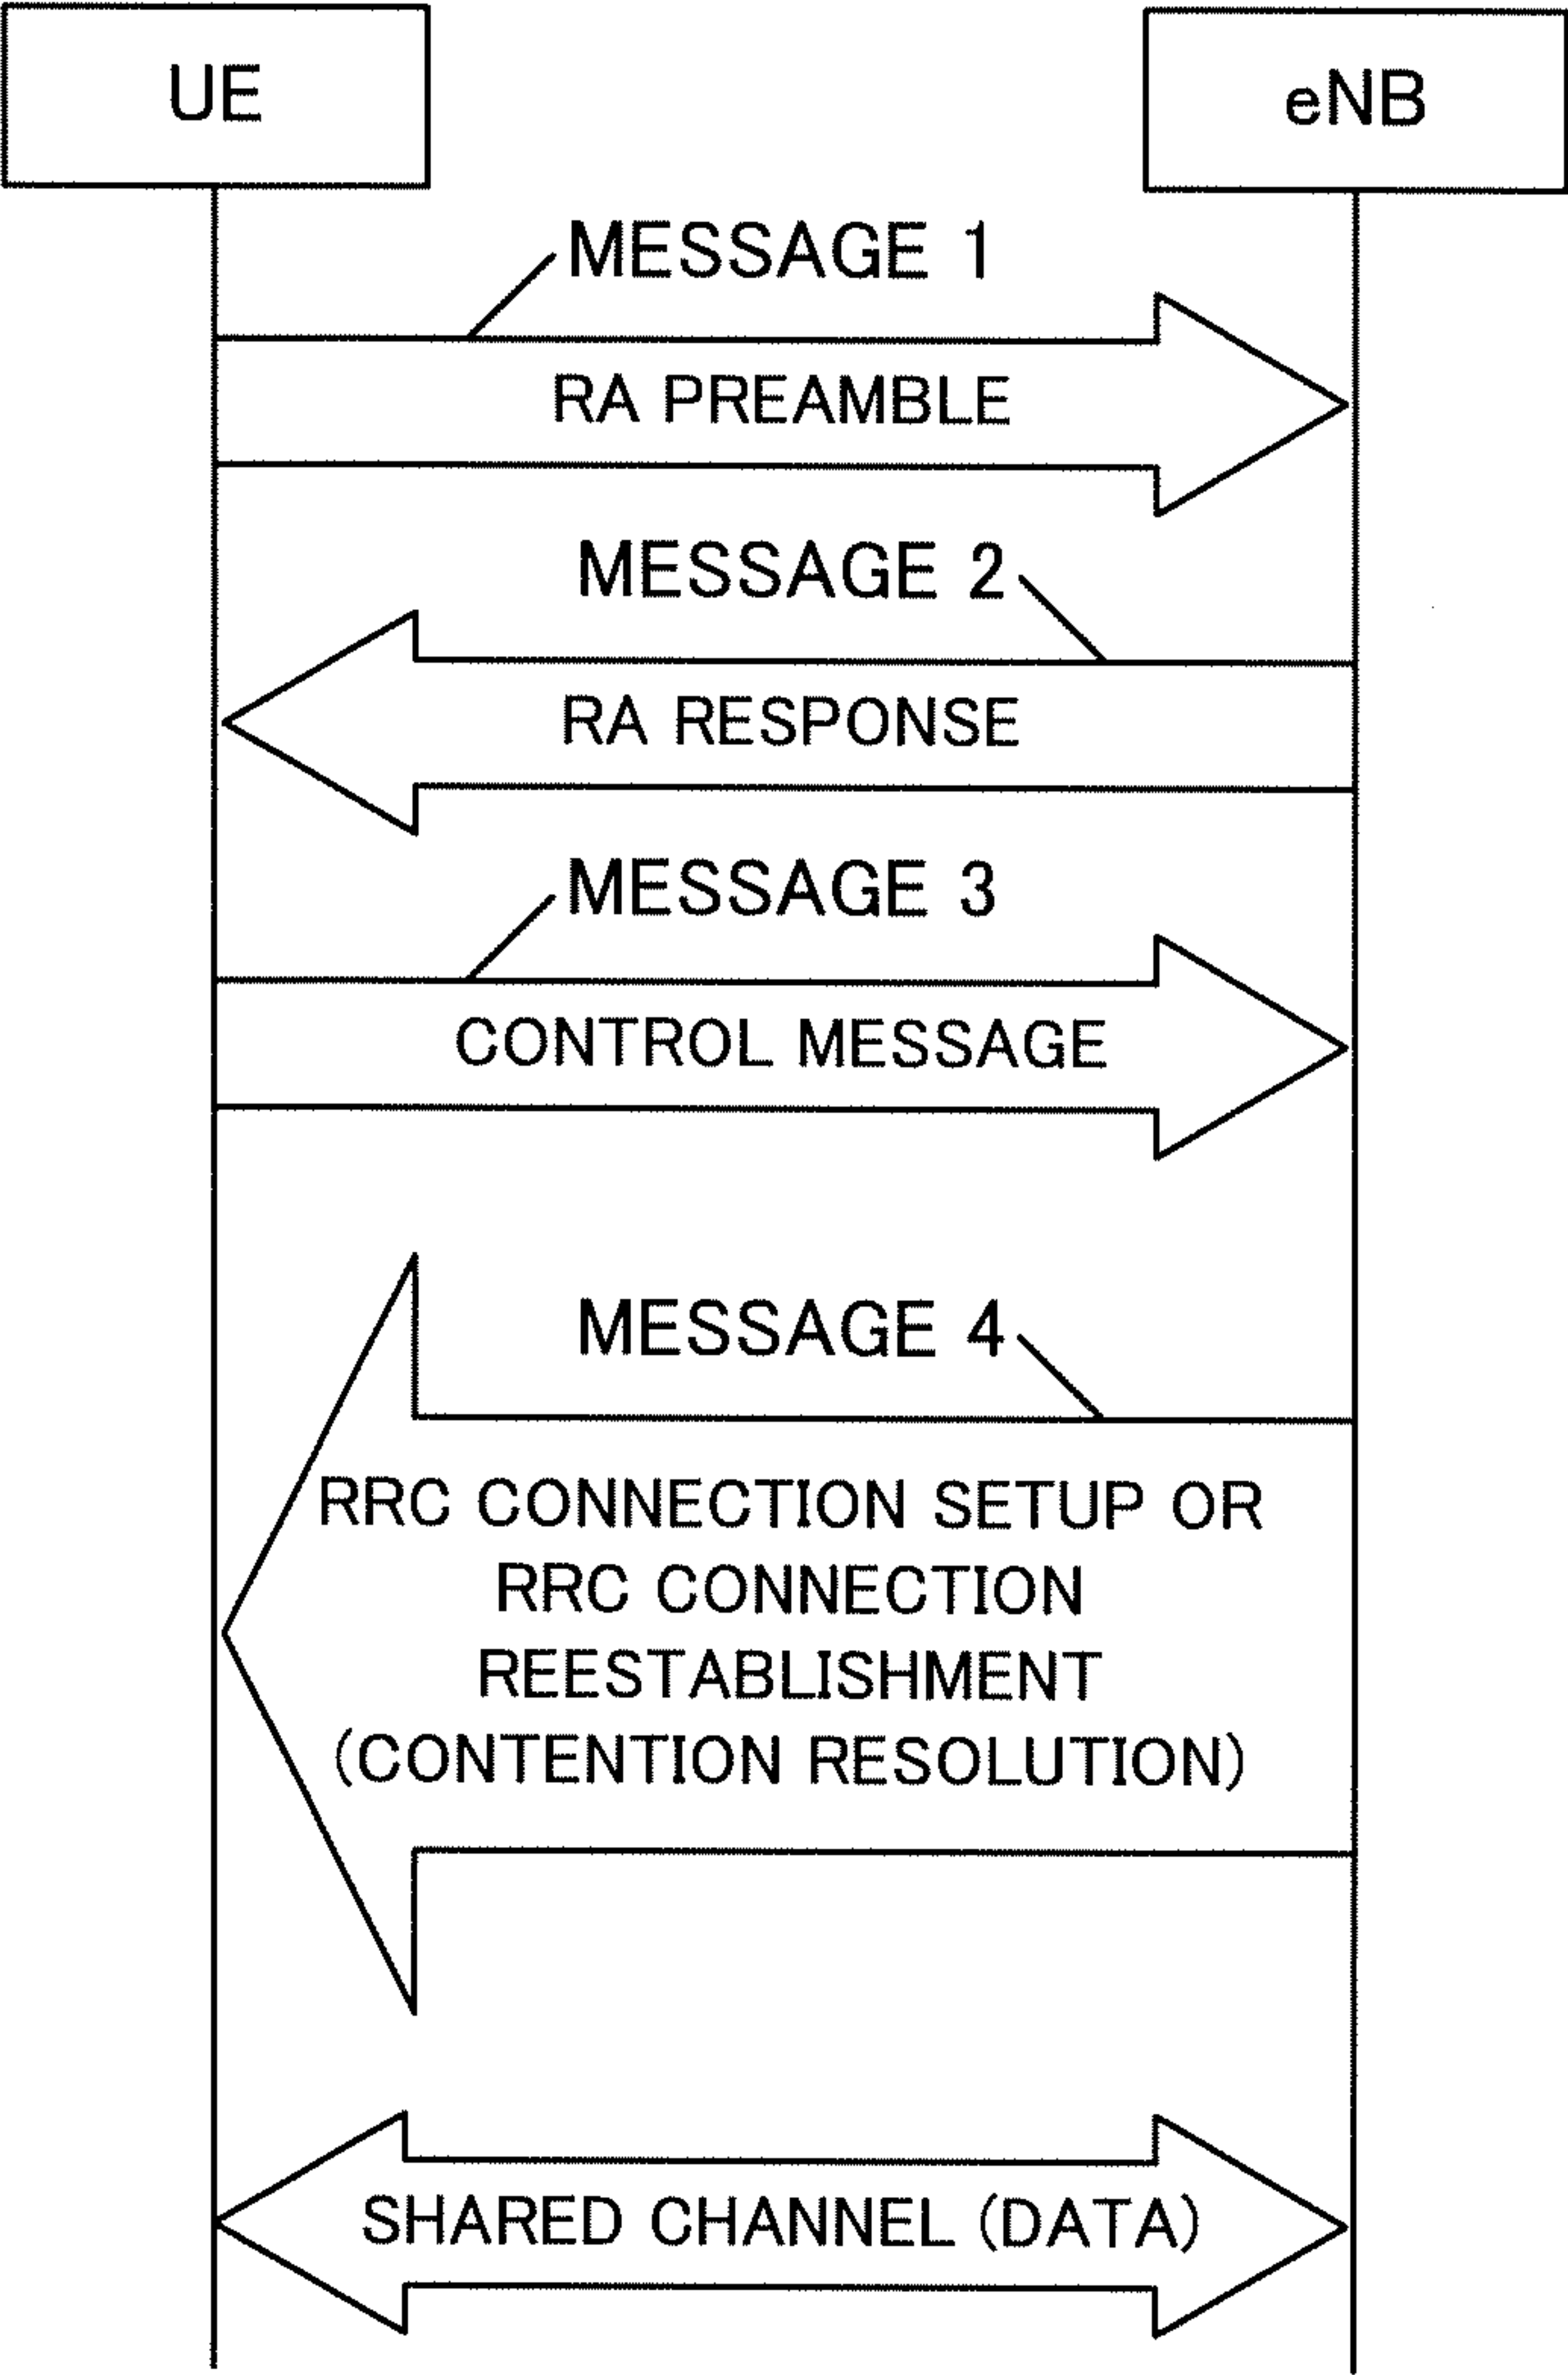 UE
eNB
MESSAGE 1
RA PREAMBLE
MESSAGE 2
RA RESPONSE
MESSAGE 3
CONTROL MESSAGE
MESSAGE 4
RRC CONNECTION SETUP OR
RRC CONNECTION
REESTABLISHMENT
(CONTENTION RESOLUTION)
SHARED CHANNEL (DATA)